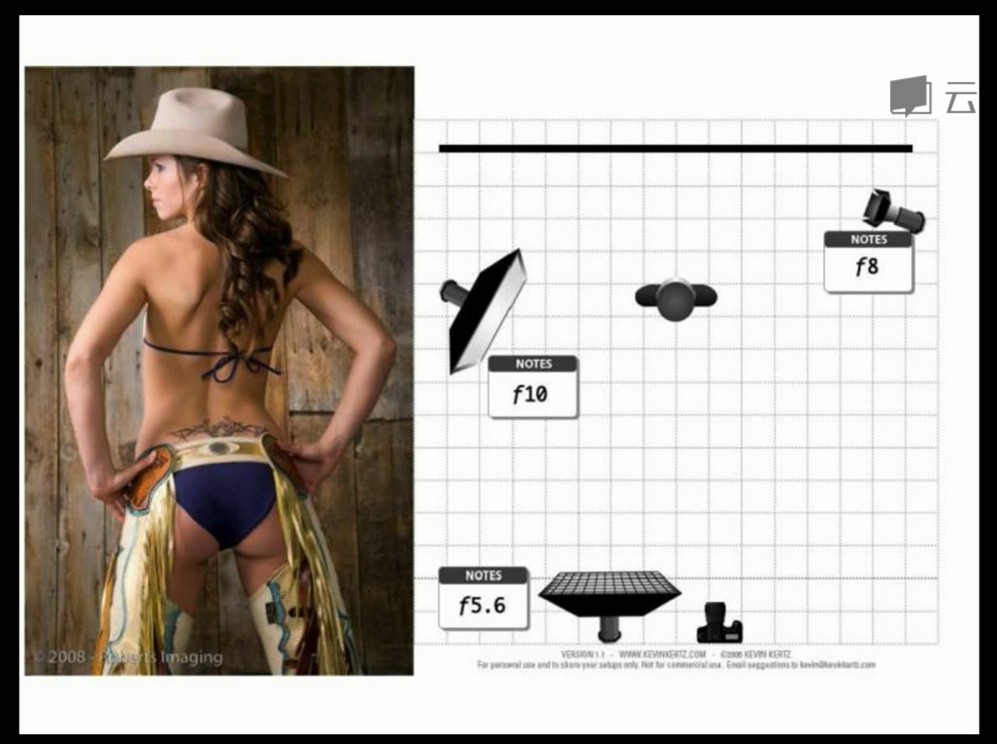 云
NOTES
f8
NOTES
f10
NOTES
f5.6
© 2008 - Roberts Imaging
VERSION 1.1 - WWW.KEVINKERTZ.COM - ©2008 KEVIN KERTZ
For personal use and to share your setups only. Not for commercial use. Email suggestions to kevin@kevinkertz.com